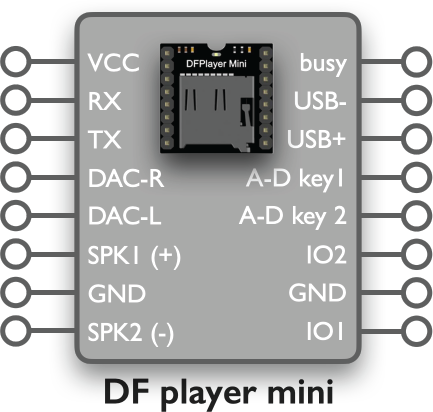 DFPlayer Mini
VCC
RX
TX
DAC-R
DAC-L
SPK1 (+)
GND
SPK2 (-)
busy
USB-
USB+
A-D key1
A-D key 2
IO2
GND
IO1
DF player mini